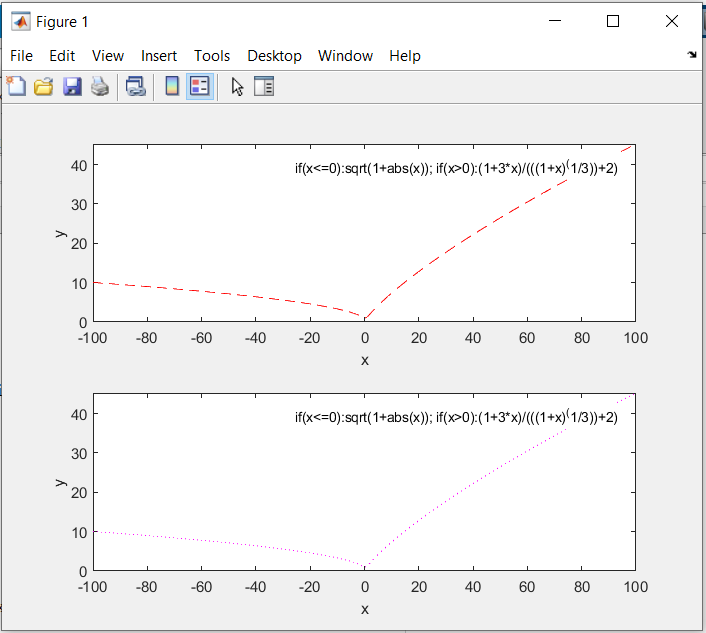 Figure 1
File Edit View Insert Tools Desktop Window Help
if(x<=0):sqrt(1+abs(x)); if(x>0):(1+3*x)/(((1+x)(1/3))+2)
40
30
20
10
0
y
-100 -80 -60 -40 -20 0 20 40 60 80 100
x
if(x<=0):sqrt(1+abs(x)); if(x>0):(1+3*x)/(((1+x)(1/3))+2)
40
30
20
10
0
y
-100 -80 -60 -40 -20 0 20 40 60 80 100
x